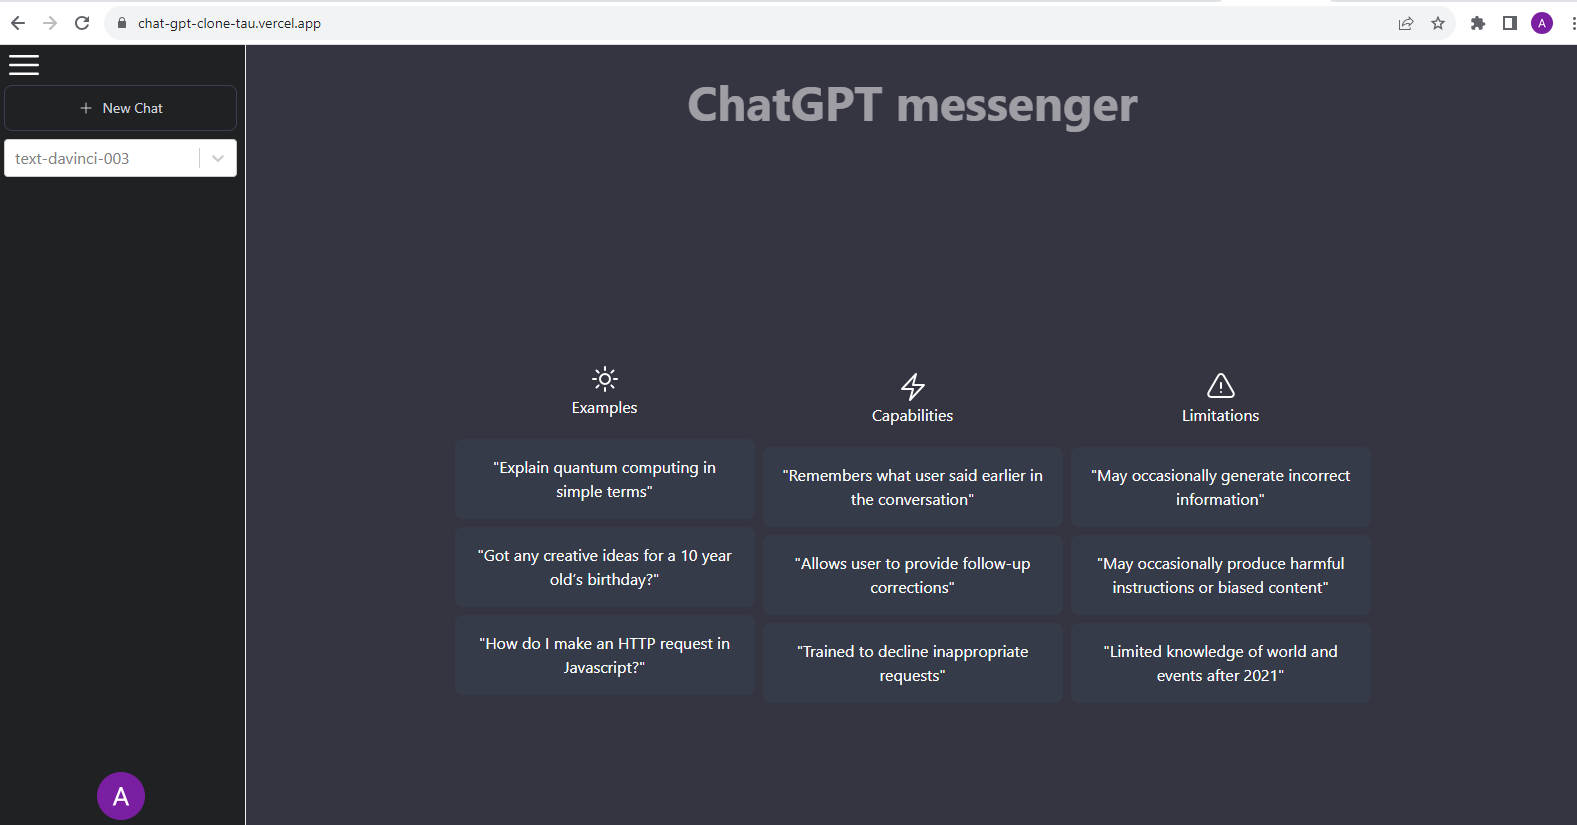 chat-gpt-clone-tau.vercel.app
A
New Chat
text-davinci-003
A
ChatGPT messenger
Examples
"Explain quantum computing in
simple terms"
"Got any creative ideas for a 10 year
old's birthday?"
"How do I make an HTTP request in
Javascript?"
Capabilities
"Remembers what user said earlier in
the conversation"
"Allows user to provide follow-up
corrections"
"Trained to decline inappropriate
requests"
Limitations
"May occasionally generate incorrect
information"
"May occasionally produce harmful
instructions or biased content"
"Limited knowledge of world and
events after 2021"